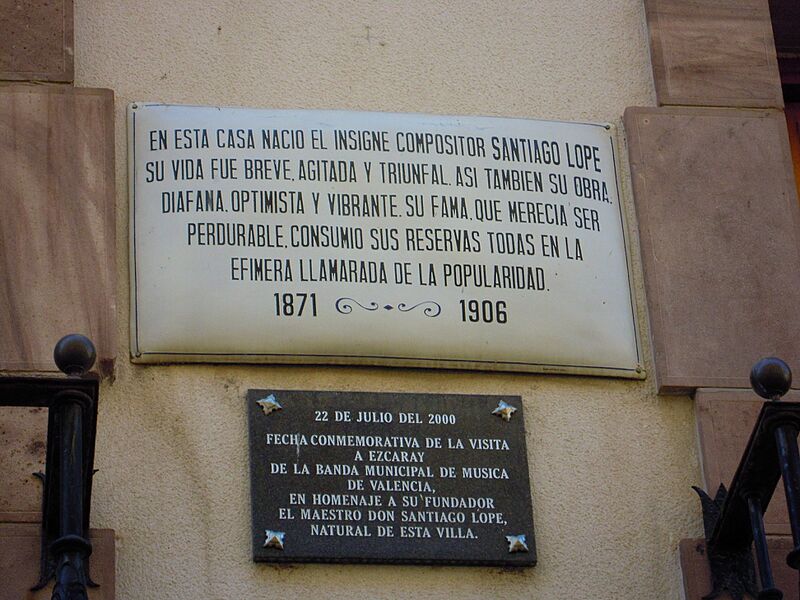 EN ESTA CASA NACIO EL INSIGNE COMPOSITOR SANTIAGO LOPE
SU VIDA FUE BREVE, AGITADA Y TRIUNFAL. ASI TAMBIEN SU OBRA.
DIAFANA, OPTIMISTA Y VIBRANTE. SU FAMA, QUE MERECIA SER
PERDURABLE, CONSUMIO SUS RESERVAS TODAS EN LA
EFIMERA LLAMARADA DE LA POPULARIDAD.
1871 1906
22 DE JULIO DEL 2000
FECHA CONMEMORATIVA DE LA VISITA
A EZCARAY
DE LA BANDA MUNICIPAL DE MUSICA
DE VALENCIA,
EN HOMENAJE A SU FUNDADOR
EL MAESTRO DON SANTIAGO LOPE,
NATURAL DE ESTA VILLA.